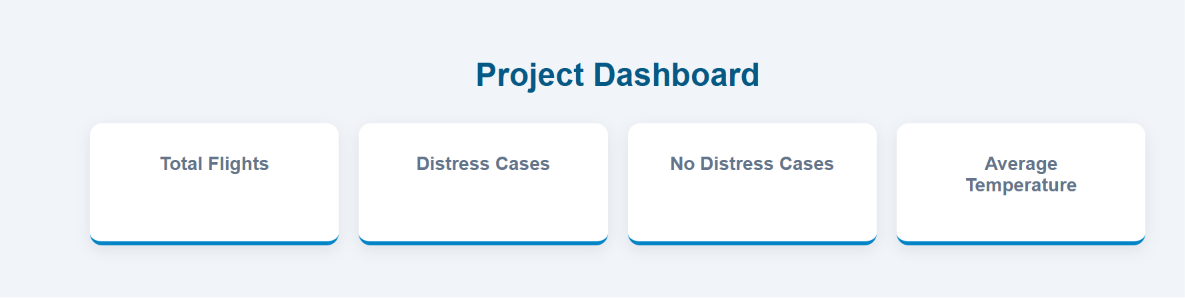 Project Dashboard
Total Flights
Distress Cases
No Distress Cases
Average
Temperature